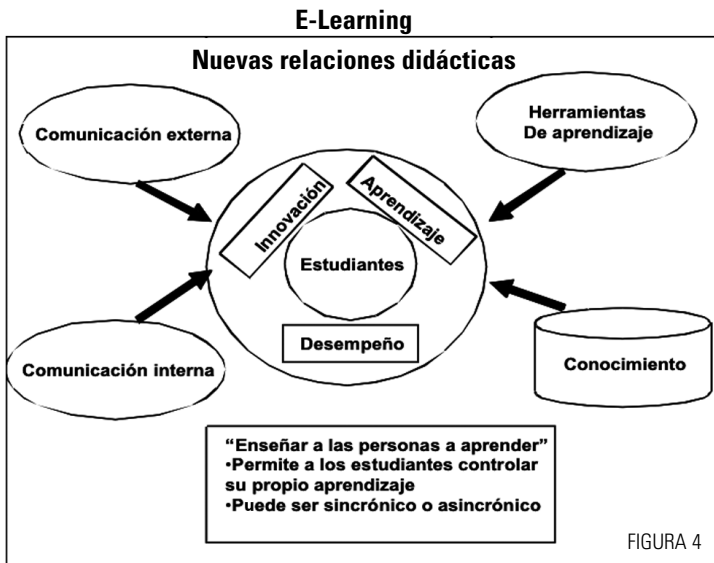 E-Learning
Nuevas relaciones didácticas
Comunicación externa
Herramientas
De aprendizaje
Innovación
Aprendizaje
Estudiantes
Desempeño
Comunicación interna
Conocimiento
“Enseñar a las personas a aprender”
•Permite a los estudiantes controlar
su propio aprendizaje
•Puede ser sincrónico o asincrónico
FIGURA 4